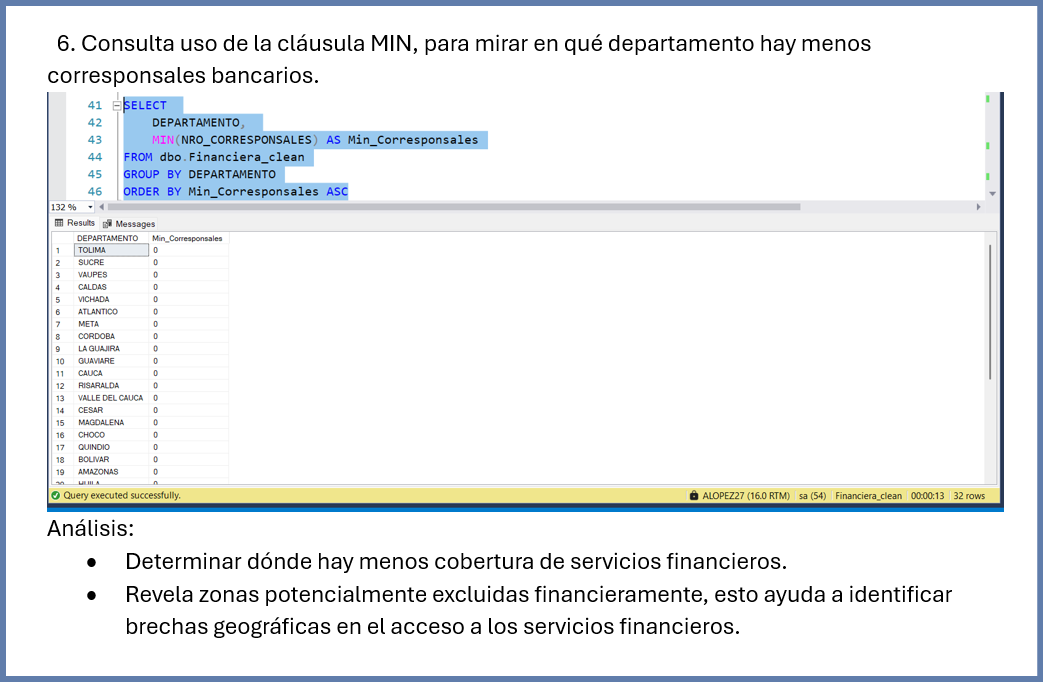 6. Consulta uso de la cláusula MIN, para mirar en qué departamento hay menos
corresponsales bancarios.
41 SELECT
42 DEPARTAMENTO,
43 MIN(NRO_CORRESPONSALES) AS Min_Corresponsales
44 FROM dbo.Financiera_clean
45 GROUP BY DEPARTAMENTO
46 ORDER BY Min_Corresponsales ASC
132 %
Results Messages
DEPARTAMENTO Min_Corresponsales
1 TOLIMA 0
2 SUCRE 0
3 VAUPES 0
4 CALDAS 0
5 VICHADA 0
6 ATLANTICO 0
7 META 0
8 CORDOBA 0
9 LA GUAJIRA 0
10 GUAVIARE 0
11 CAUCA 0
12 RISARALDA 0
13 VALLE DEL CAUCA 0
14 CESAR 0
15 MAGDALENA 0
16 CHOCO 0
17 QUINDIO 0
18 BOLIVAR 0
19 AMAZONAS 0
20 HUILA 0
Query executed successfully. ALOPEZ27 (16.0 RTM) sa (54) Financiera_clean 00:00:13 32 rows
Análisis:
• Determinar dónde hay menos cobertura de servicios financieros.
• Revela zonas potencialmente excluidas financieramente, esto ayuda a identificar
brechas geográficas en el acceso a los servicios financieros.